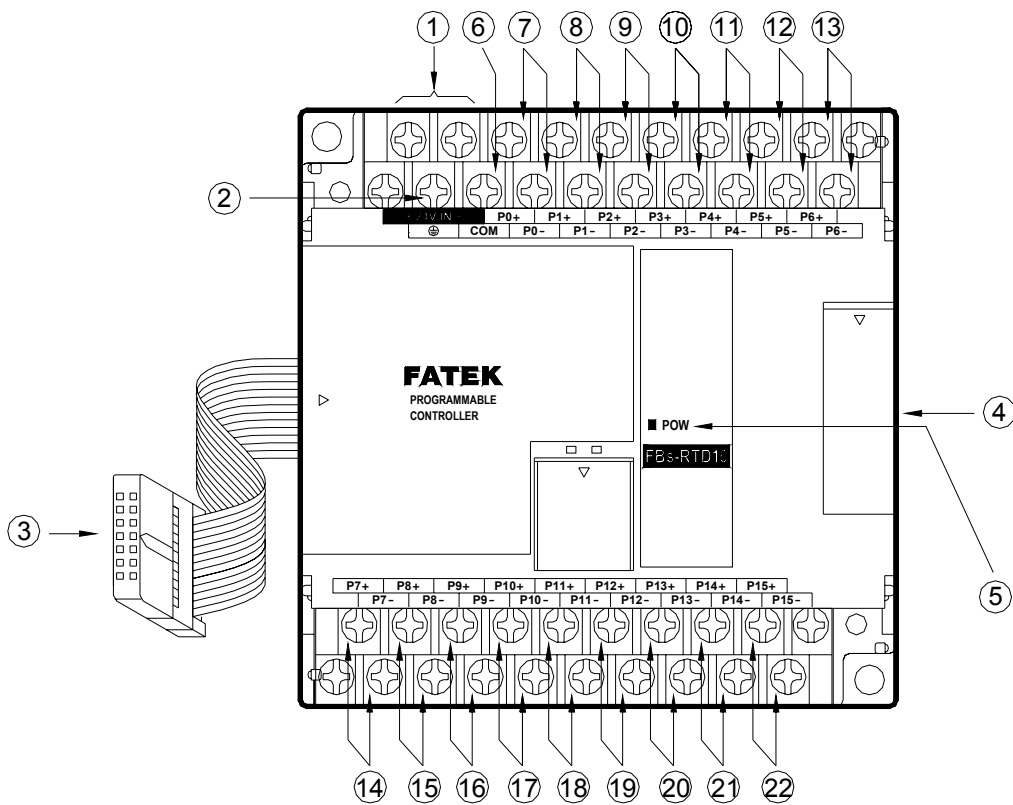 1 6 7 8 9 10 11 12 13
2
24V IN
P0+ P1+ P2+ P3+ P4+ P5+ P6+
COM P0- P1- P2- P3- P4- P5- P6-
FATEK
PROGRAMMABLE
CONTROLLER
4
POW
3
5
P7+ P8+ P9+ P10+ P11+ P12+ P13+ P14+ P15+
P7- P8- P9- P10- P11- P12- P13- P14- P15-
14 15 16 17 18 19 20 21 22